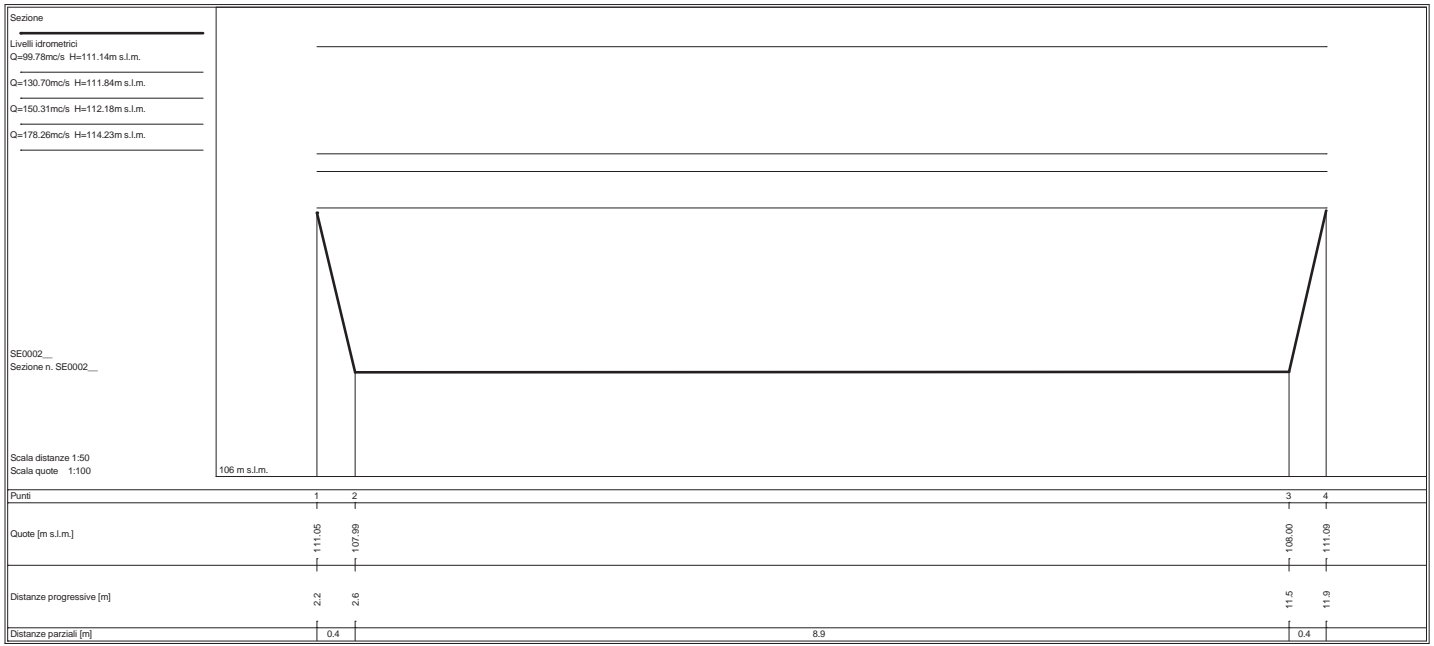 Sezione
Livelli idrometrici
Q=99.78mc/s H=111.14m s.l.m.
Q=130.70mc/s H=111.84m s.l.m.
Q=150.31mc/s H=112.18m s.l.m.
Q=178.26mc/s H=114.23m s.l.m.
SE0002__
Sezione n. SE0002__
Scala distanze 1:50
Scala quote 1:100
106 m s.l.m.
Punti 1 2 3 4
Quote [m s.l.m.] 111.05 107.99 108.00 111.09
Distanze progressive [m] 2.2 2.6 11.5 11.9
Distanze parziali [m] 0.4 8.9 0.4